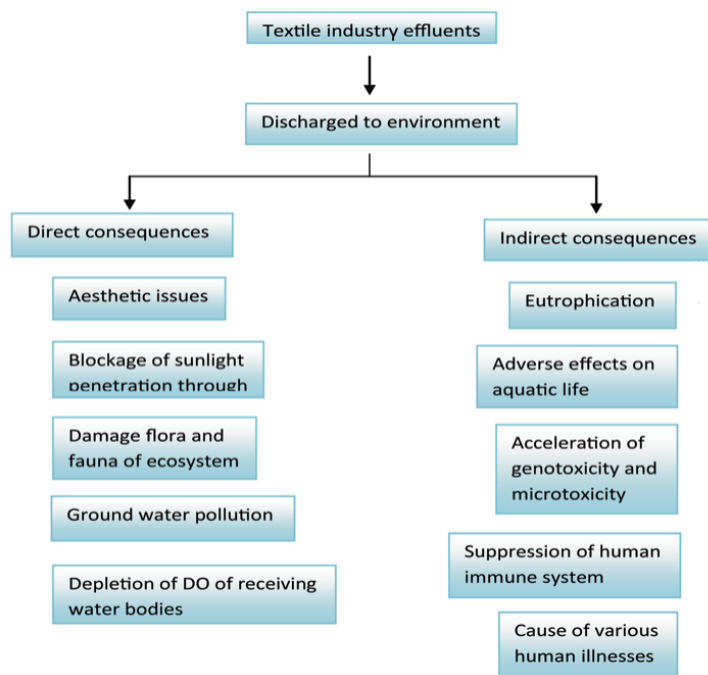 Textile industry effluents
Discharged to environment
Direct consequences
Aesthetic issues
Blockage of sunlight
penetration through
Damage flora and
fauna of ecosystem
Ground water pollution
Depletion of DO of receiving
water bodies
Indirect consequences
Eutrophication
Adverse effects on
aquatic life
Acceleration of
genotoxicity and
microtoxicity
Suppression of human
immune system
Cause of various
human illnesses